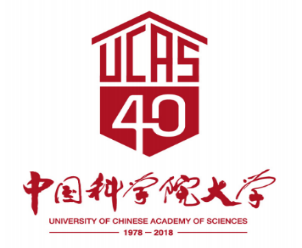 UCAS
40
中国科学院大学
UNIVERSITY OF CHINESE ACADEMY OF SCIENCES
1978 — 2018